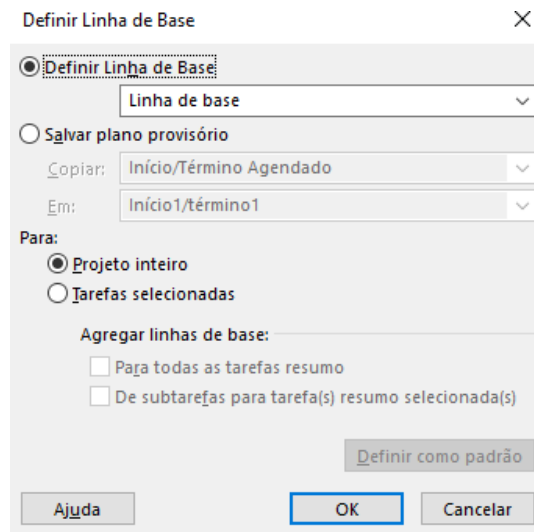 Definir Linha de Base
Definir Linha de Base
Linha de base
Salvar plano provisório
Copiar: Início/Término Agendado
Em: Início1/término1
Para:
Projeto inteiro
Tarefas selecionadas
Agregar linhas de base:
Para todas as tarefas resumo
De subtarefas para tarefa(s) resumo selecionada(s)
Definir como padrão
Ajuda OK Cancelar